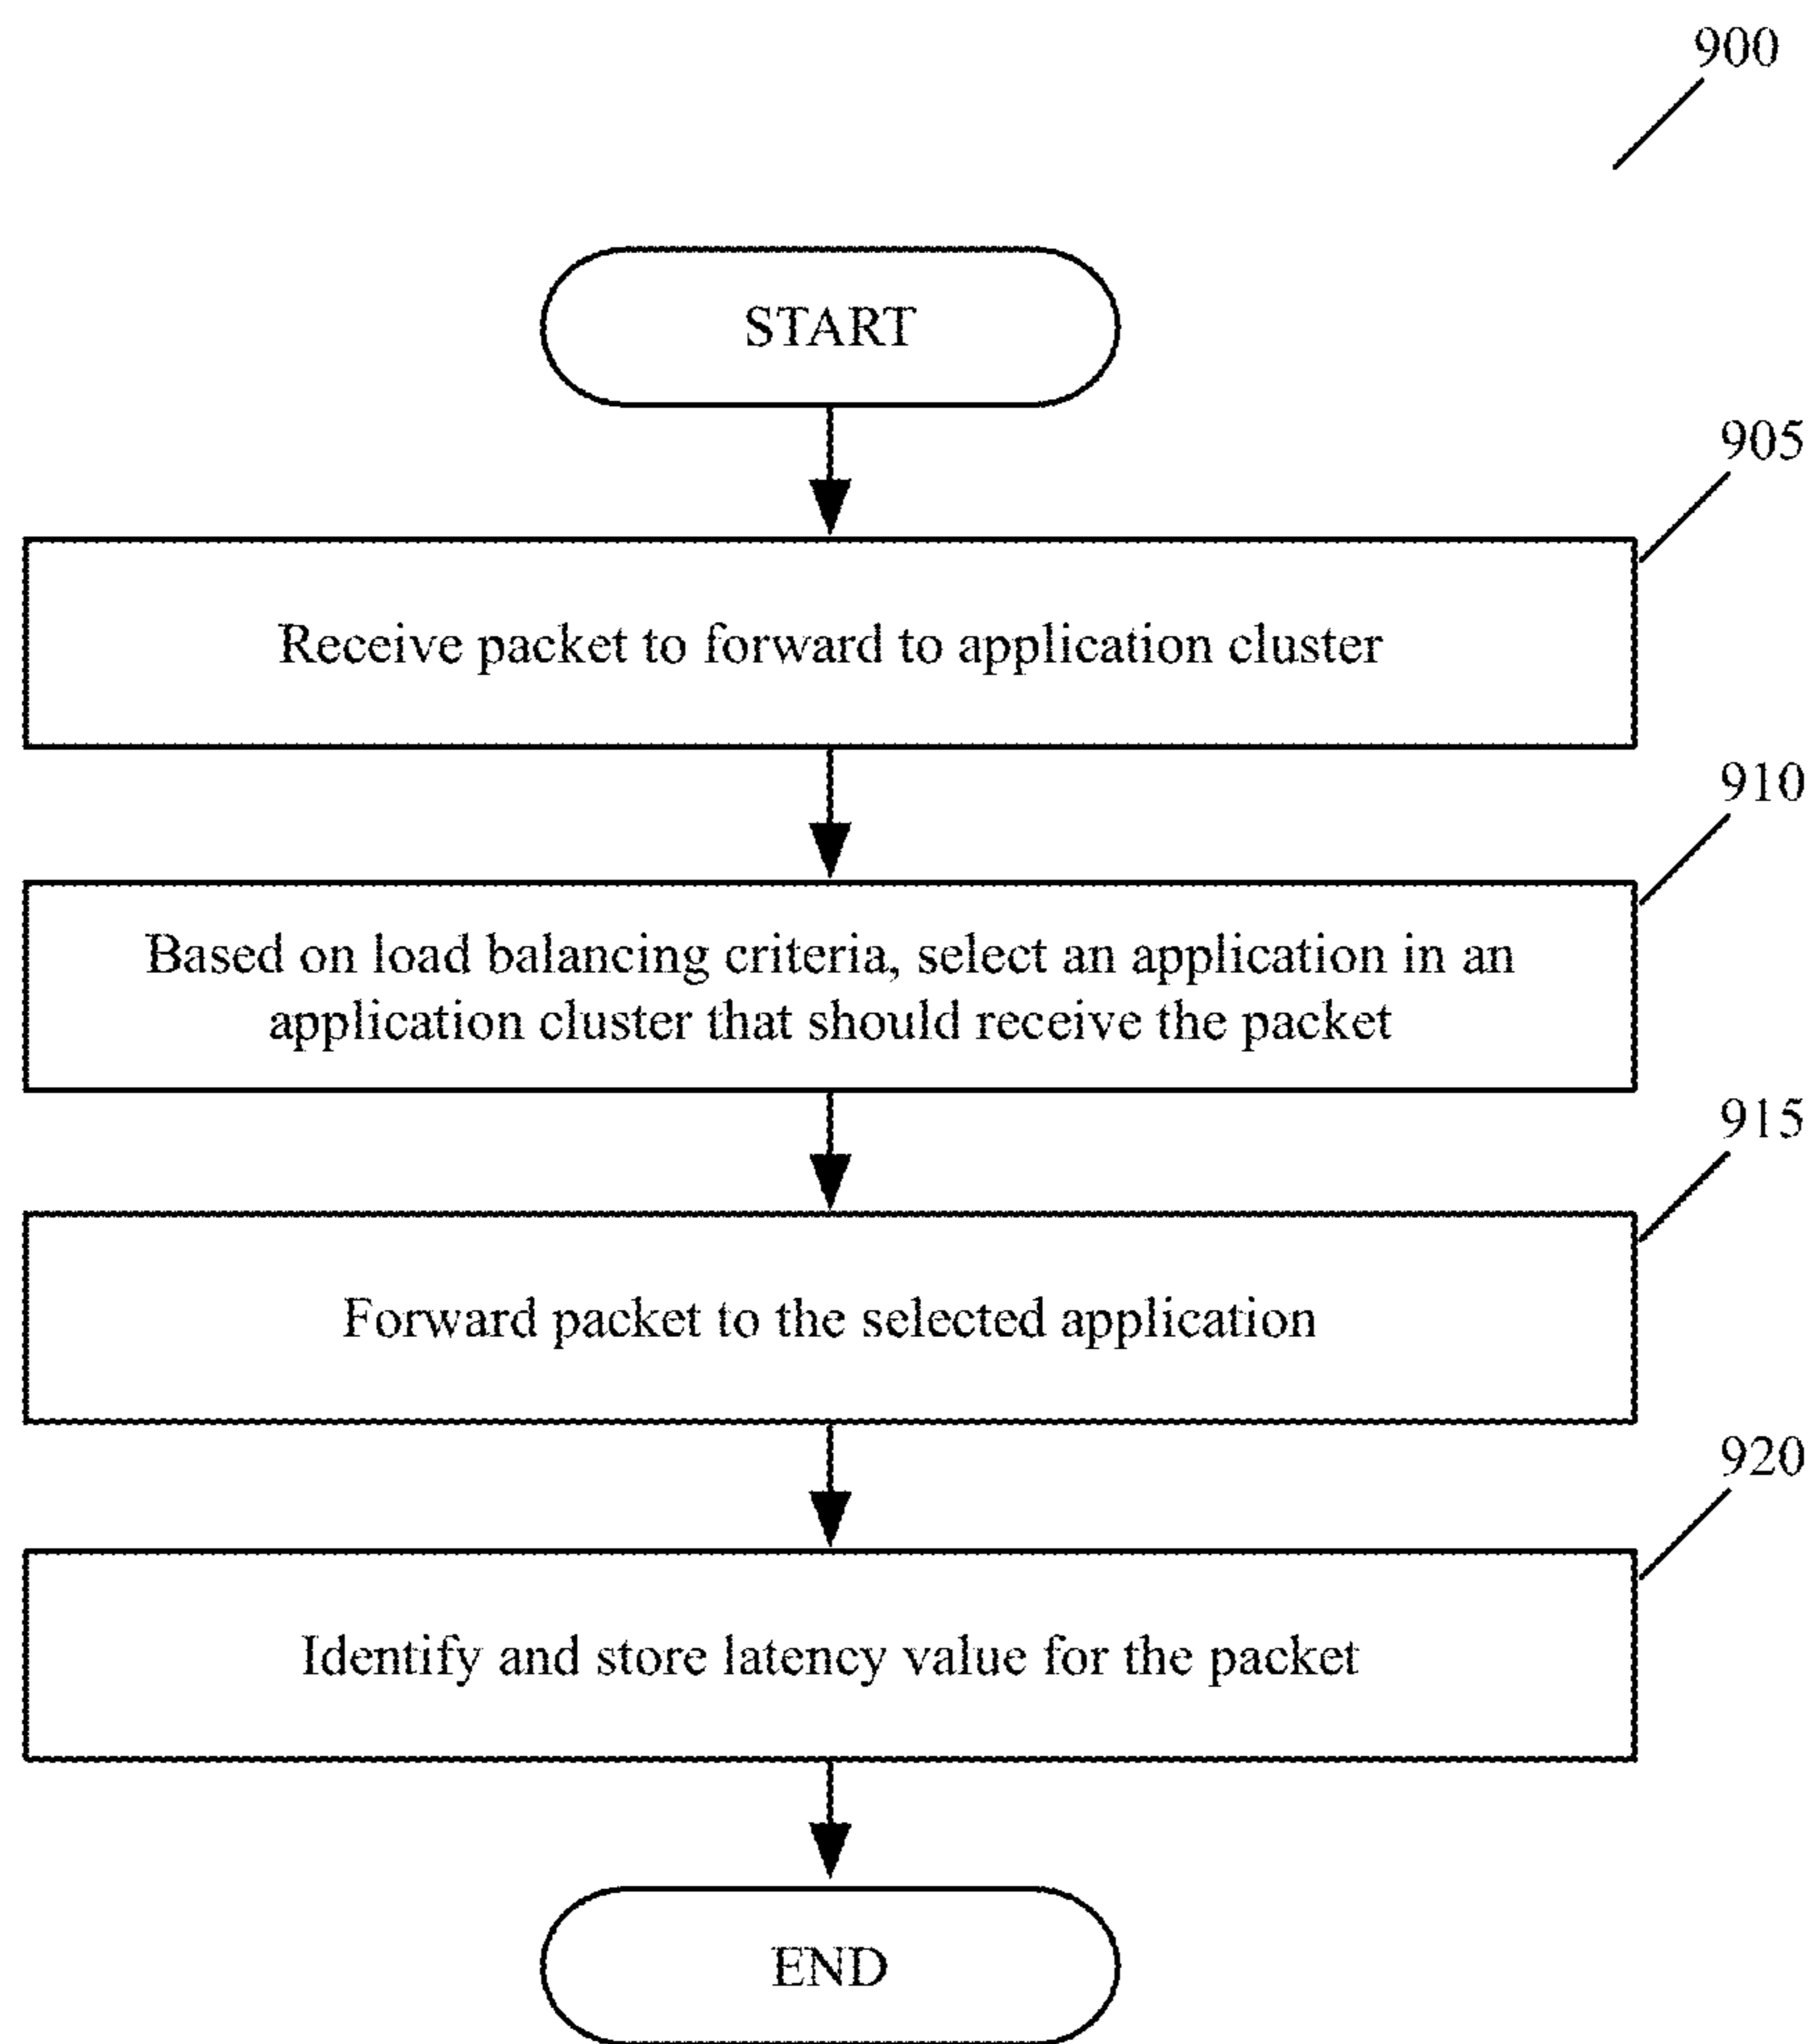 900
START
905
Receive packet to forward to application cluster
910
Based on load balancing criteria, select an application in an
application cluster that should receive the packet
915
Forward packet to the selected application
920
Identify and store latency value for the packet
END